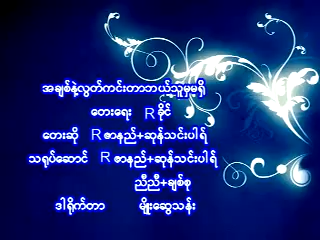 အချစ်နဲ့လွတ်ကင်းတာဘယ်သူမှမရှိ
တေးရေး R ခိုင်
တေးဆို R ဇာနည်+ဆုန်သင်းပါရ်
သရုပ်ဆောင် R ဇာနည်+ဆုန်သင်းပါရ်
ညီညီ+ချစ်စု
ဒါရိုက်တာ မျိုးဆွေသန်း